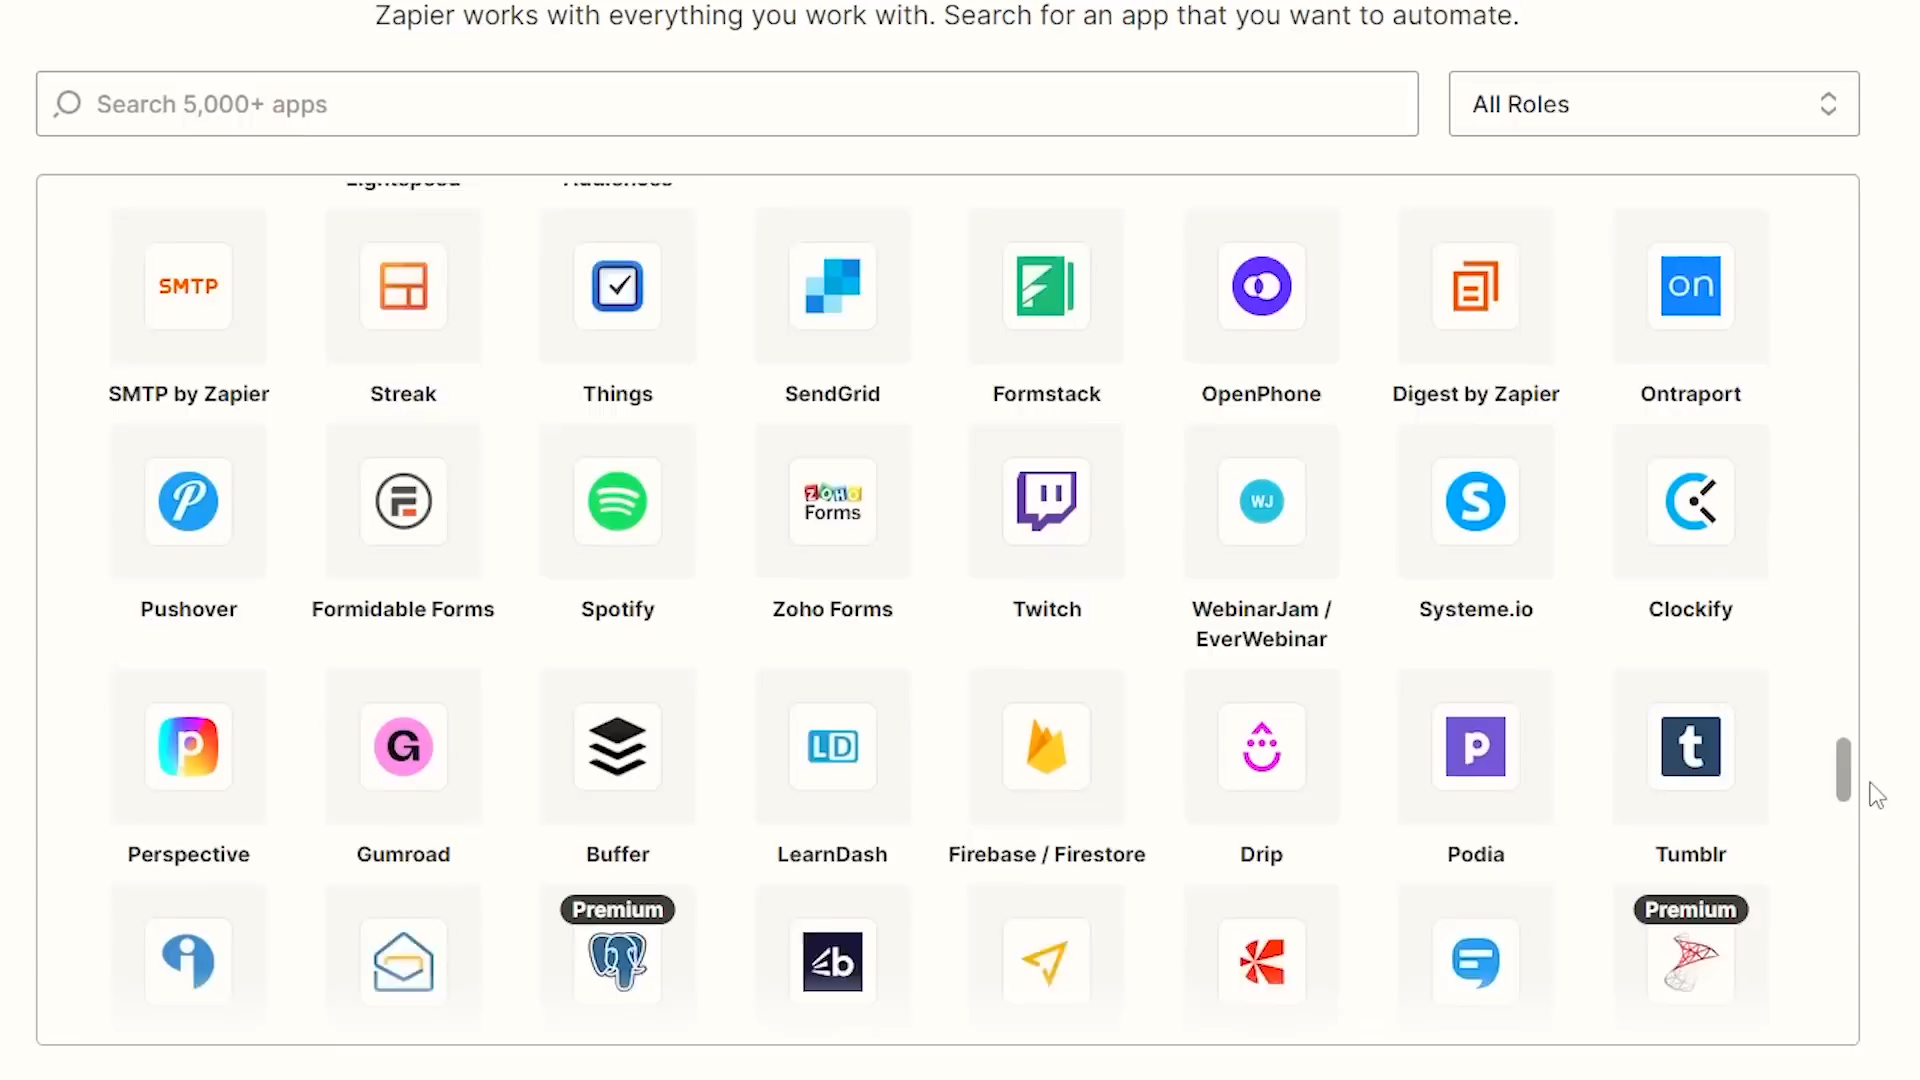 Zapier works with everything you work with. Search for an app that you want to automate.
Search 5,000+ apps
All Roles
SMTP
on
SMTP by Zapier
Streak
Things
SendGrid
Formstack
OpenPhone
Digest by Zapier
Ontraport
ZOHO
Forms
WJ
S
Pushover
Formidable Forms
Spotify
Zoho Forms
Twitch
WebinarJam /
EverWebinar
Systeme.io
Clockify
p
G
LD
p
t
Perspective
Gumroad
Buffer
LearnDash
Firebase / Firestore
Drip
Podia
Tumblr
Premium
Premium
b